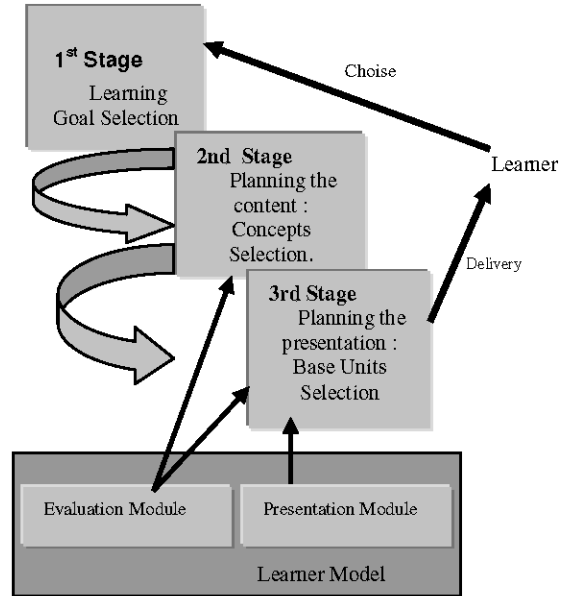 1st Stage
Learning
Goal Selection
Choise
2nd Stage
Planning the
content :
Concepts
Selection.
Learner
Delivery
3rd Stage
Planning the
presentation :
Base Units
Selection
Evaluation Module
Presentation Module
Learner Model